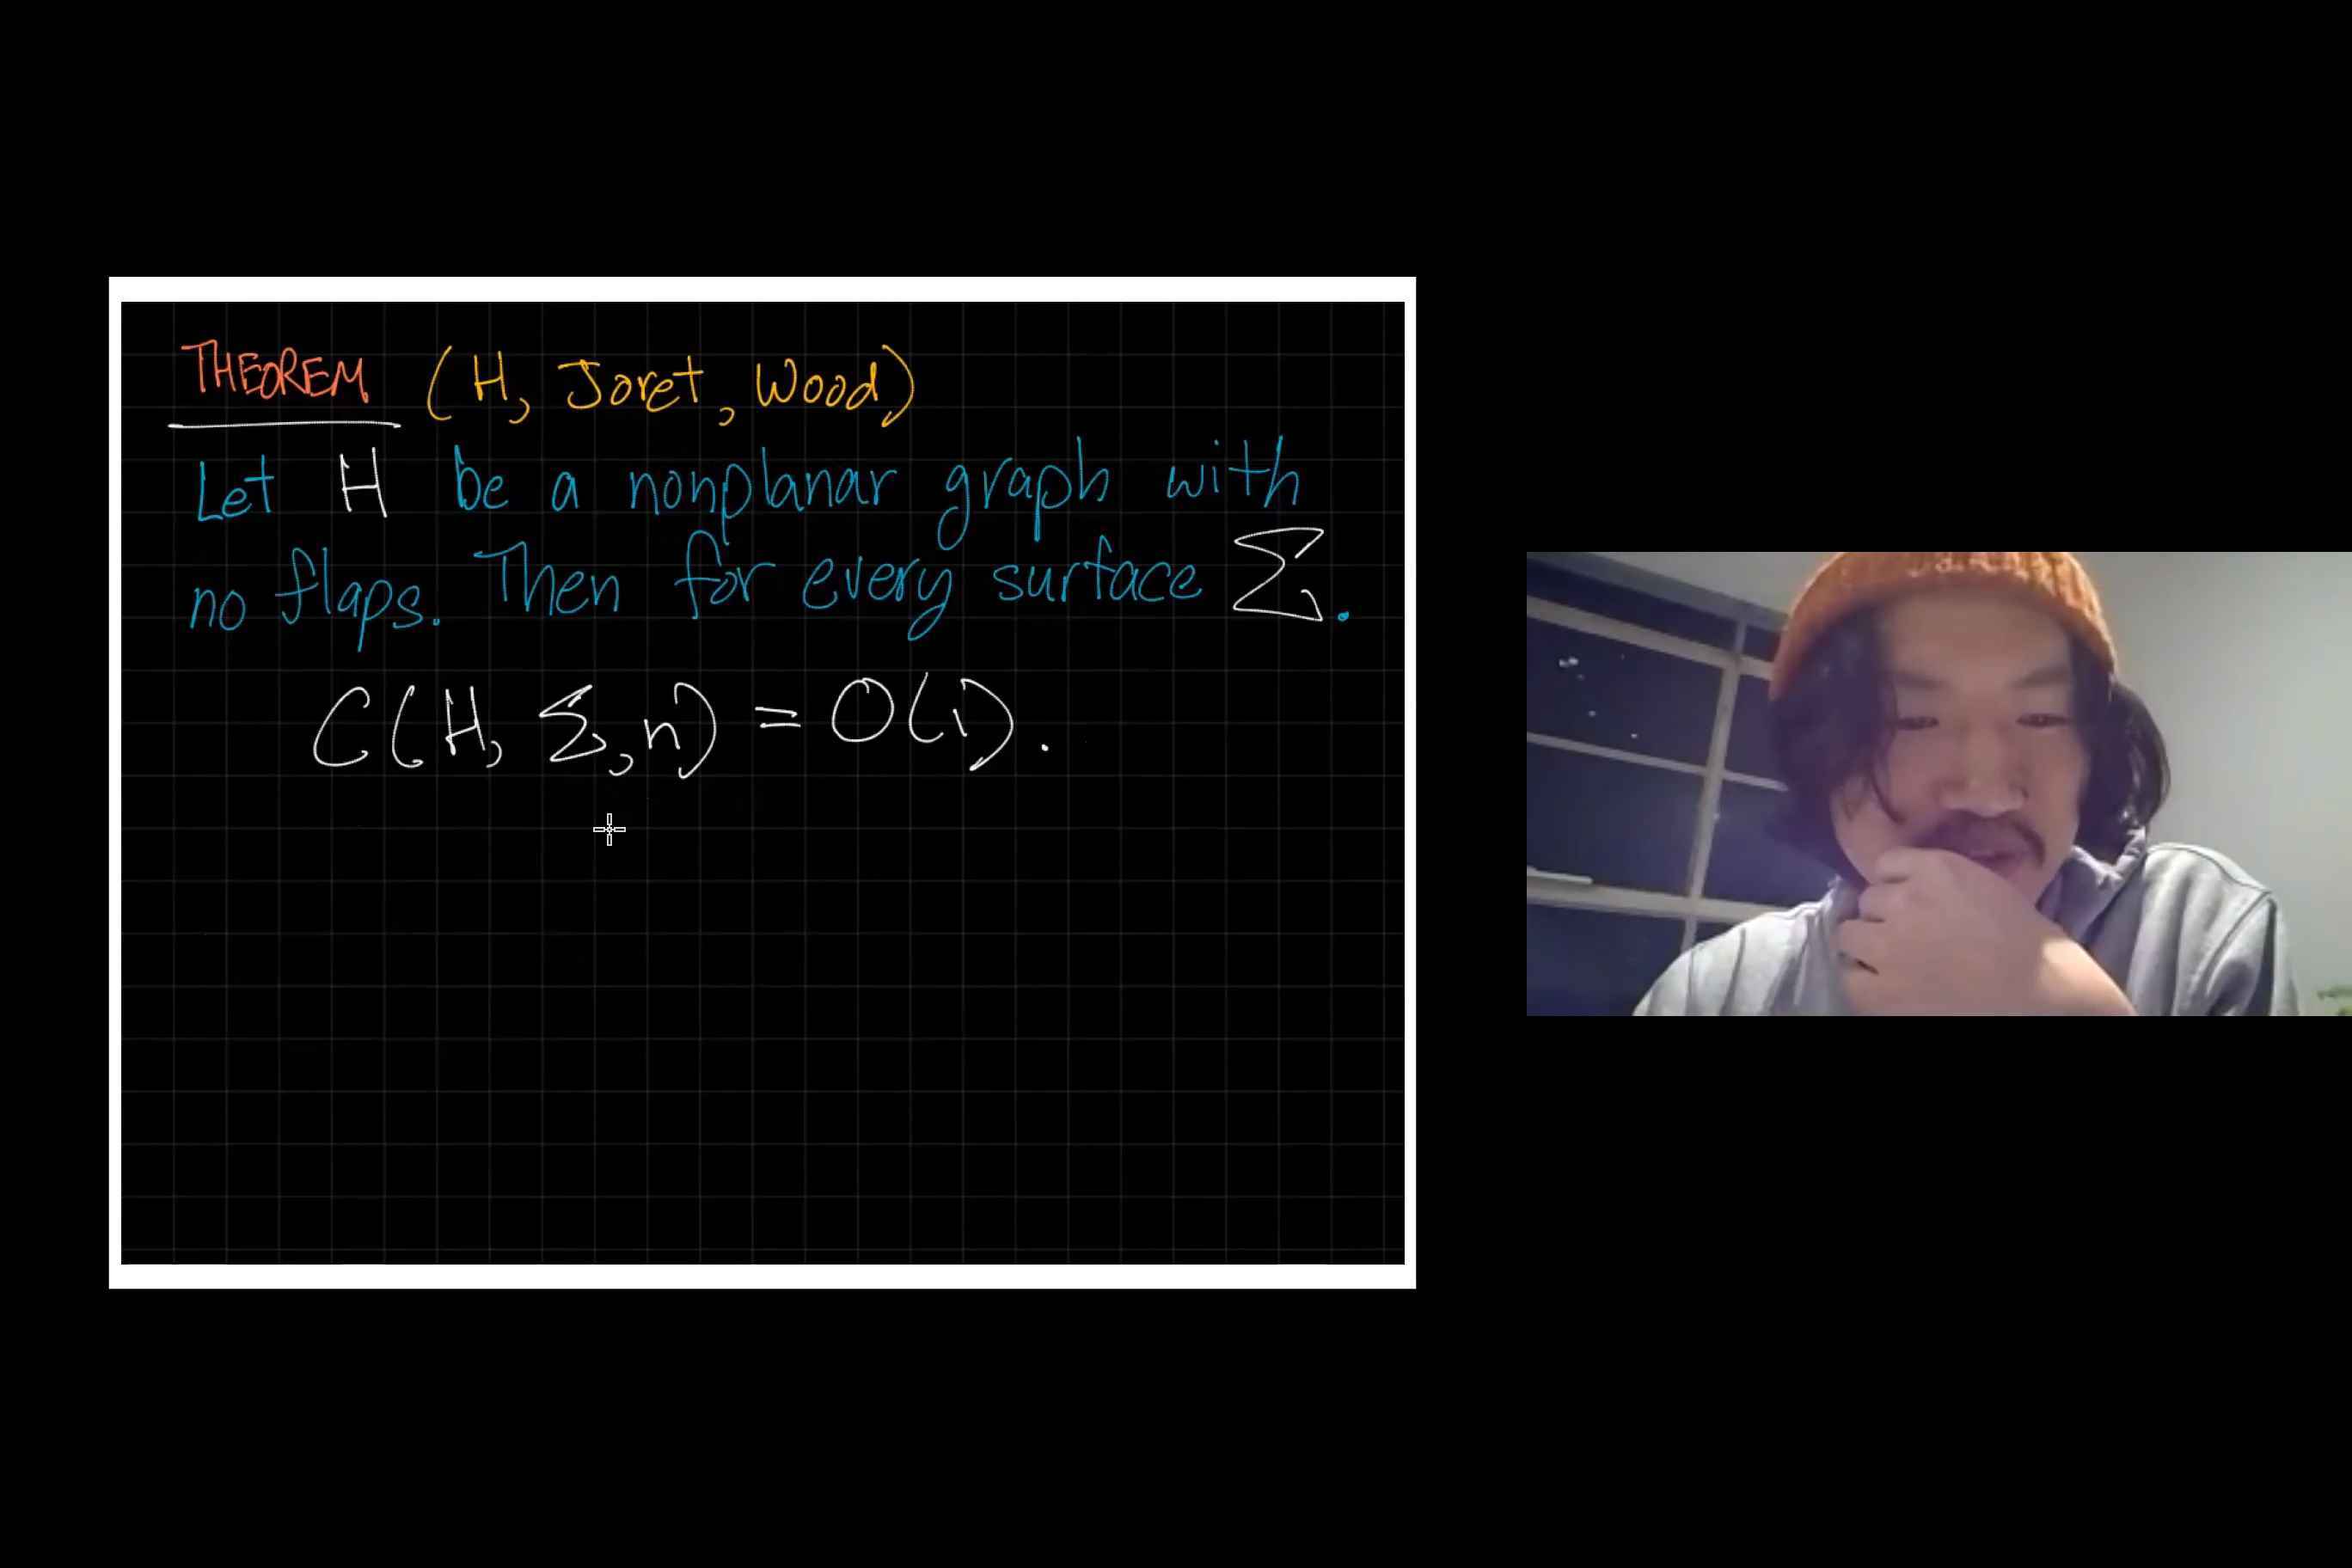 THEOREM (H, Joret, Wood)
Let H be a nonplanar graph with
no flaps. Then for every surface Σ.
C(H, Σ, n) = O(1).